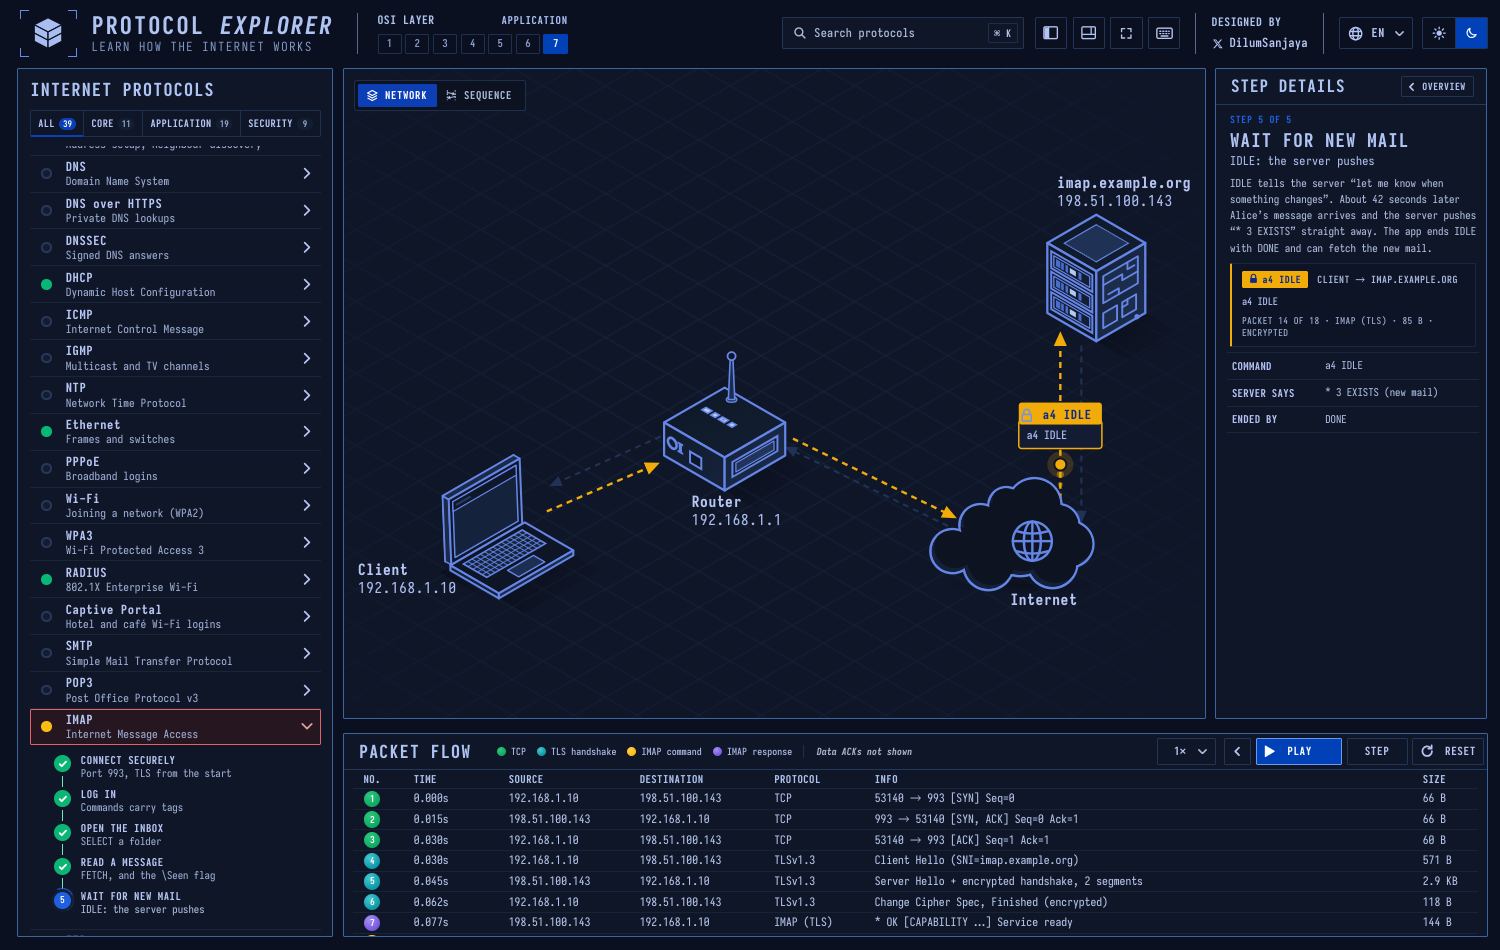 PROTOCOL EXPLORER
LEARN HOW THE INTERNET WORKS
OSI LAYER APPLICATION
1 2 3 4 5 6 7
Search protocols ⌘ K
DESIGNED BY
DilumSanjaya
EN
INTERNET PROTOCOLS
ALL 39 CORE 11 APPLICATION 19 SECURITY 9
DNS
Domain Name System
DNS over HTTPS
Private DNS lookups
DNSSEC
Signed DNS answers
DHCP
Dynamic Host Configuration
ICMP
Internet Control Message
IGMP
Multicast and TV channels
NTP
Network Time Protocol
Ethernet
Frames and switches
PPPoE
Broadband logins
Wi-Fi
Joining a network (WPA2)
WPA3
Wi-Fi Protected Access 3
RADIUS
802.1X Enterprise Wi-Fi
Captive Portal
Hotel and café Wi-Fi logins
SMTP
Simple Mail Transfer Protocol
POP3
Post Office Protocol v3
IMAP
Internet Message Access
CONNECT SECURELY
Port 993, TLS from the start
LOG IN
Commands carry tags
OPEN THE INBOX
SELECT a folder
READ A MESSAGE
FETCH, and the \Seen flag
5 WAIT FOR NEW MAIL
IDLE: the server pushes
NETWORK SEQUENCE
imap.example.org
198.51.100.143
a4 IDLE
a4 IDLE
Router
192.168.1.1
Client
192.168.1.10
Internet
STEP DETAILS OVERVIEW
STEP 5 OF 5
WAIT FOR NEW MAIL
IDLE: the server pushes
IDLE tells the server “let me know when
something changes”. About 42 seconds later
Alice’s message arrives and the server pushes
“* 3 EXISTS” straight away. The app ends IDLE
with DONE and can fetch the new mail.
a4 IDLE CLIENT → IMAP.EXAMPLE.ORG
a4 IDLE
PACKET 14 OF 18 · IMAP (TLS) · 85 B ·
ENCRYPTED
COMMAND a4 IDLE
SERVER SAYS * 3 EXISTS (new mail)
ENDED BY DONE
PACKET FLOW TCP TLS handshake IMAP command IMAP response Data ACKs not shown 1× PLAY STEP RESET
NO. TIME SOURCE DESTINATION PROTOCOL INFO SIZE
1 0.000s 192.168.1.10 198.51.100.143 TCP 53140 → 993 [SYN] Seq=0 66 B
2 0.015s 198.51.100.143 192.168.1.10 TCP 993 → 53140 [SYN, ACK] Seq=0 Ack=1 66 B
3 0.030s 192.168.1.10 198.51.100.143 TCP 53140 → 993 [ACK] Seq=1 Ack=1 60 B
4 0.030s 192.168.1.10 198.51.100.143 TLSv1.3 Client Hello (SNI=imap.example.org) 571 B
5 0.045s 198.51.100.143 192.168.1.10 TLSv1.3 Server Hello + encrypted handshake, 2 segments 2.9 KB
6 0.062s 192.168.1.10 198.51.100.143 TLSv1.3 Change Cipher Spec, Finished (encrypted) 118 B
7 0.077s 198.51.100.143 192.168.1.10 IMAP (TLS) * OK [CAPABILITY …] Service ready 144 B